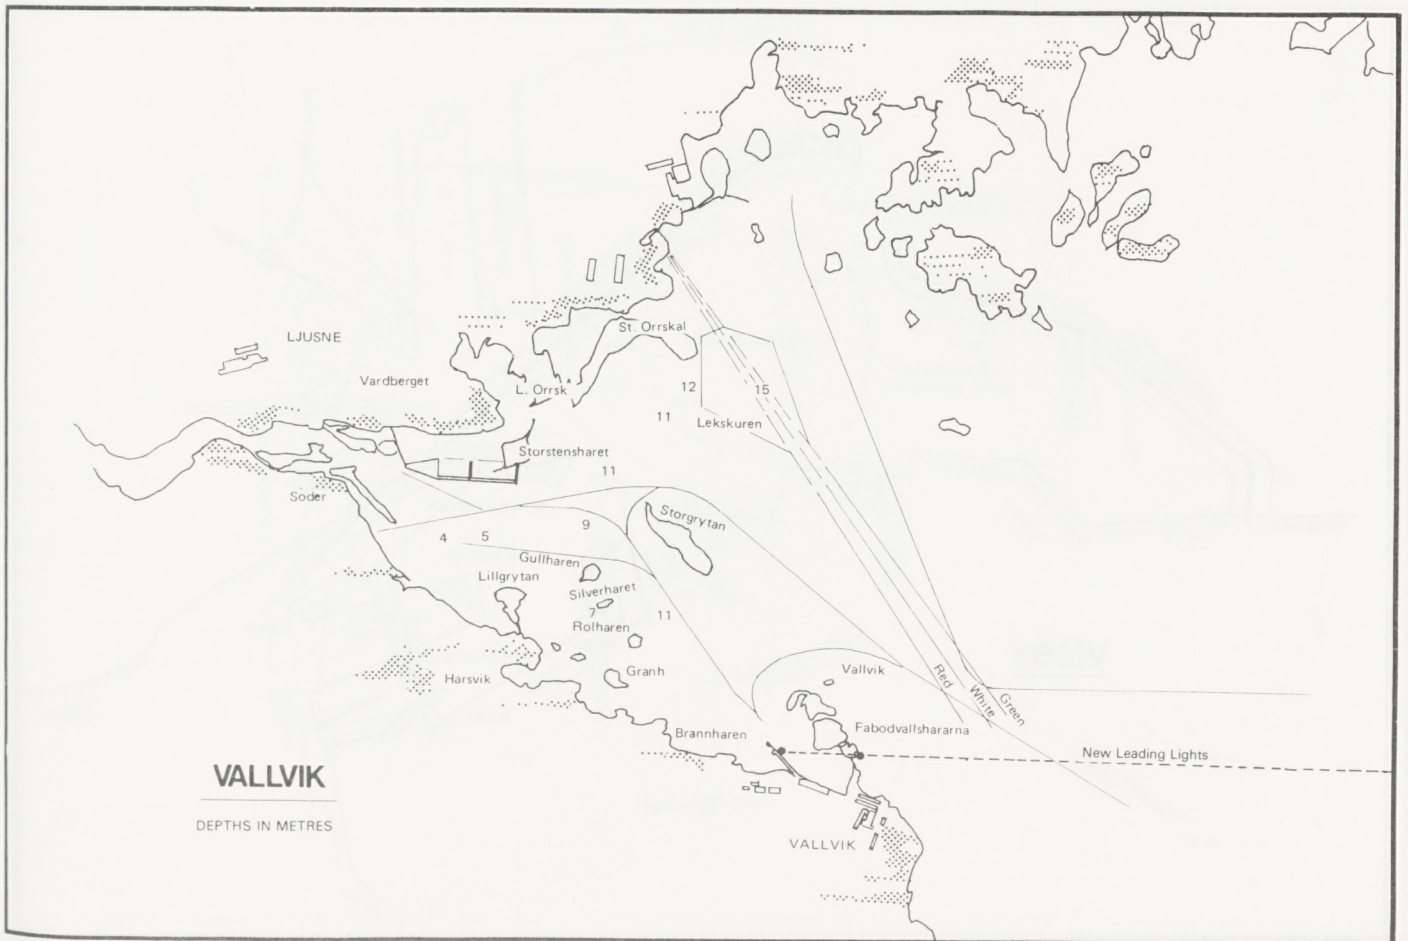 LJUSNE
St. Orrskal
Vardberget
L. Orrsk
12
15
11
Lekskuren
Storstensharet
11
Soder
Storgrytan
9
4
5
Gullharen
Lillgrytan
Silverharet
7
11
Rolharen
Harsvik
Granh
Vallvik
Red
White
Green
Brannharen
Fabodvallshararna
New Leading Lights
VALLVIK
DEPTHS IN METRES
VALLVIK